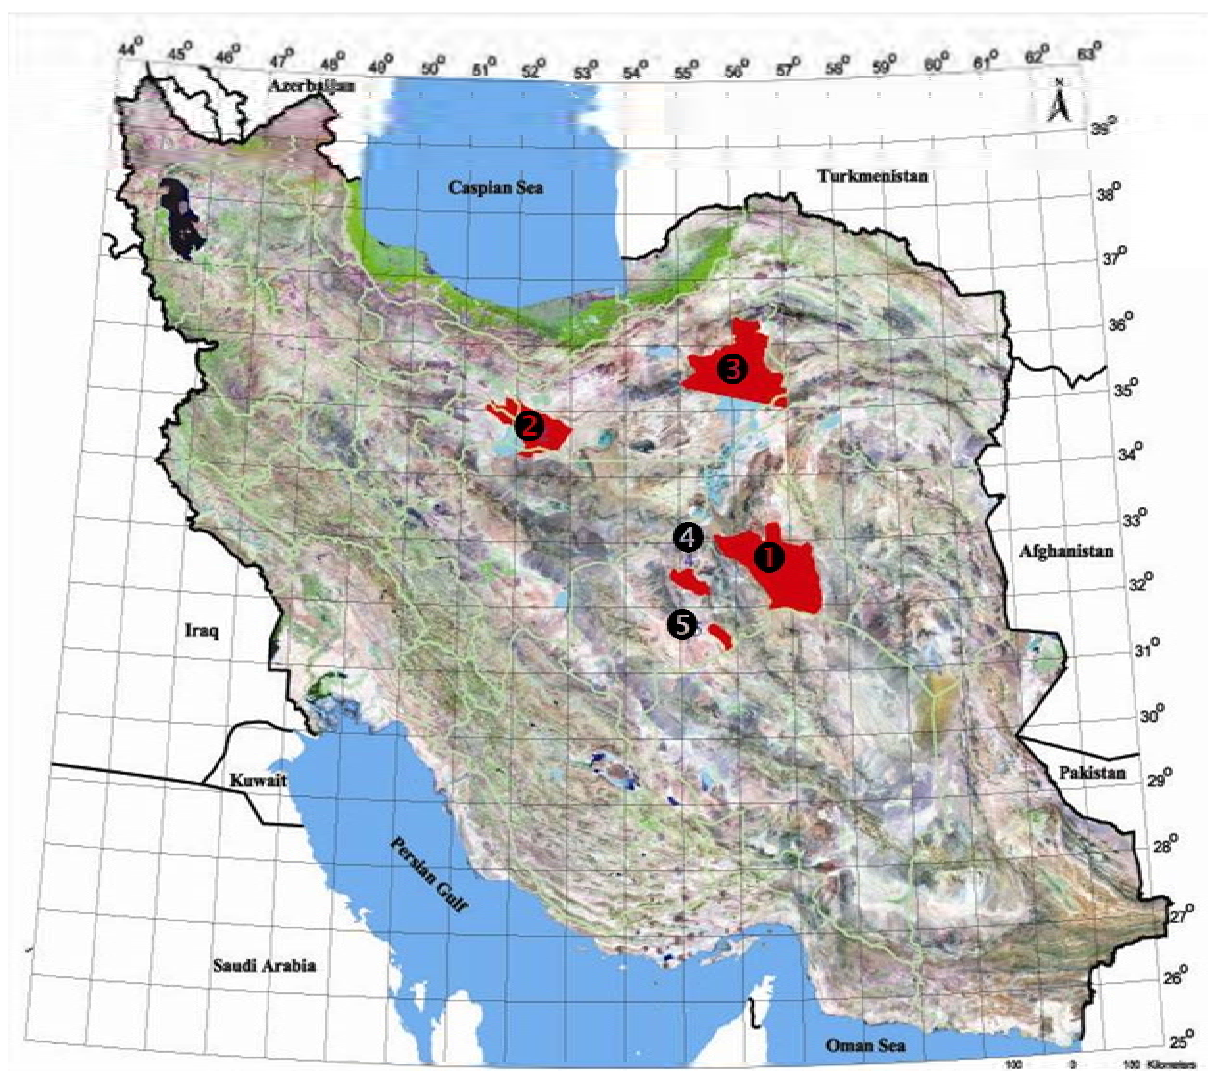 44° 45° 46° 47° 48° 49° 50° 51° 52° 53° 54° 55° 56° 57° 58° 59° 60° 61° 62° 63°
Azerbaijan
N
39°
Caspian Sea
Turkmenistan
38°
37°
36°
3
35°
2
34°
33°
4
1
Afghanistan
32°
5
Iraq
31°
30°
Kuwait
Pakistan
29°
28°
Persian Gulf
27°
Saudi Arabia
26°
Oman Sea
25°
100 0 100 Kilometers